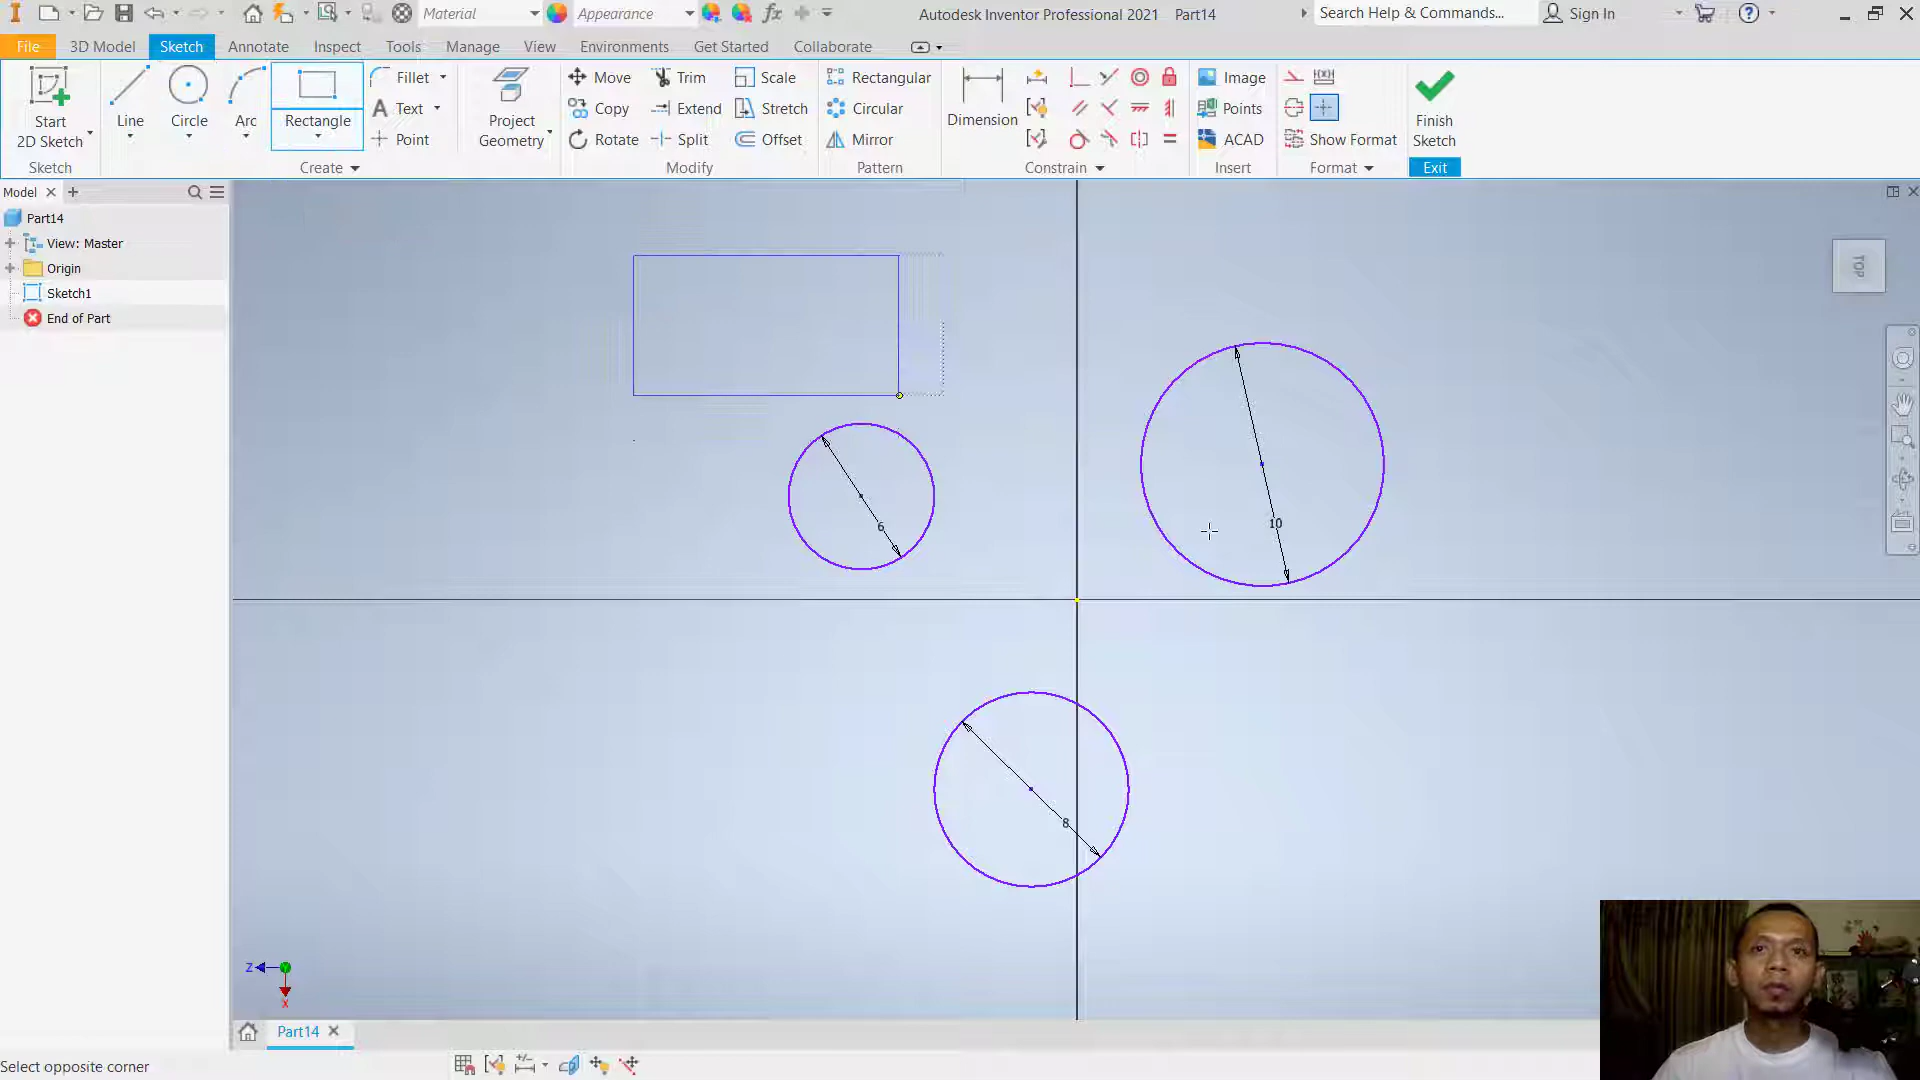 Material
Appearance
Autodesk Inventor Professional 2021 Part14
Search Help & Commands...
Sign In
File
3D Model
Sketch
Annotate
Inspect
Tools
Manage
View
Environments
Get Started
Collaborate
Start
2D Sketch
Line
Circle
Arc
Rectangle
Fillet
Text
Point
Project
Geometry
Move
Copy
Rotate
Trim
Extend
Split
Scale
Stretch
Offset
Rectangular
Circular
Mirror
Dimension
Image
Points
ACAD
Show Format
Finish
Sketch
Sketch
Create
Modify
Pattern
Constrain
Insert
Format
Exit
Model
Part14
View: Master
Origin
Sketch1
End of Part
TOP
10
6
8
Z
X
Part14
Select opposite corner